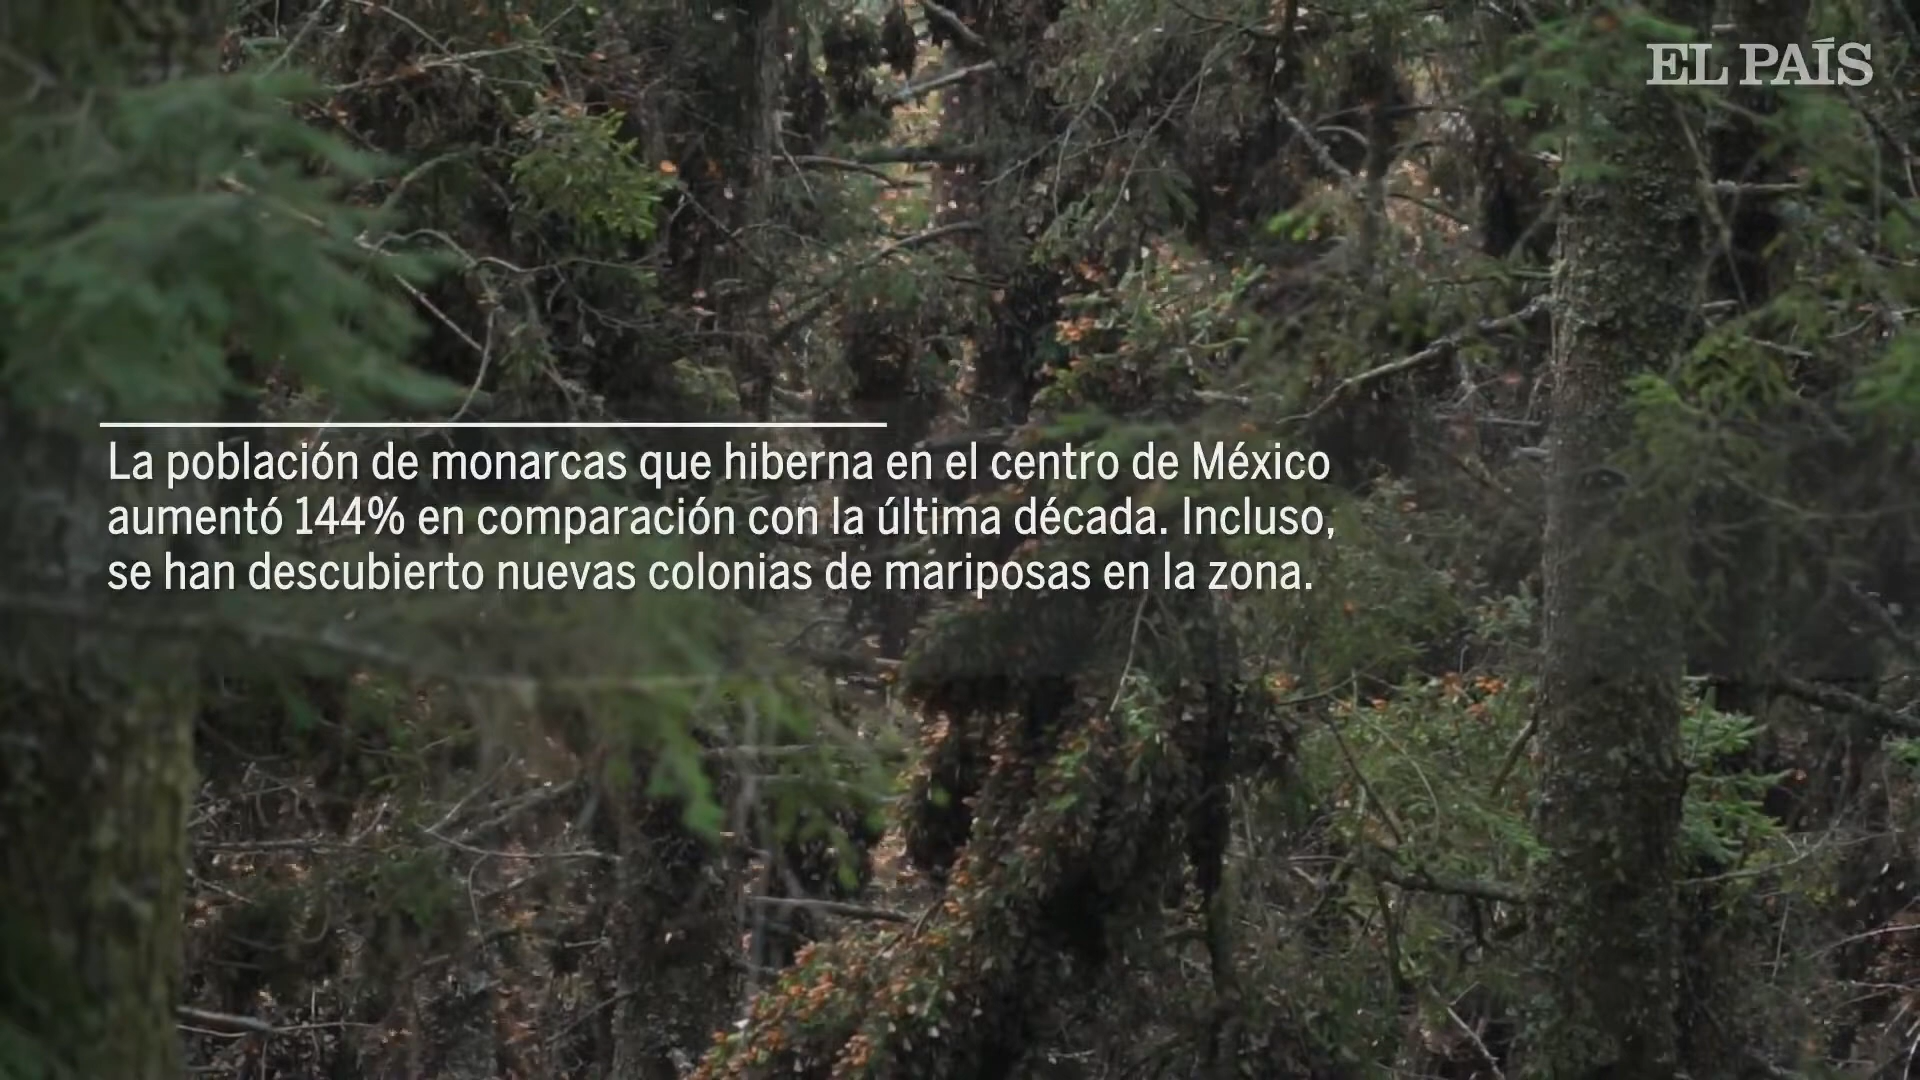 EL PAÍS
La población de monarcas que hiberna en el centro de México
aumentó 144% en comparación con la última década. Incluso,
se han descubierto nuevas colonias de mariposas en la zona.